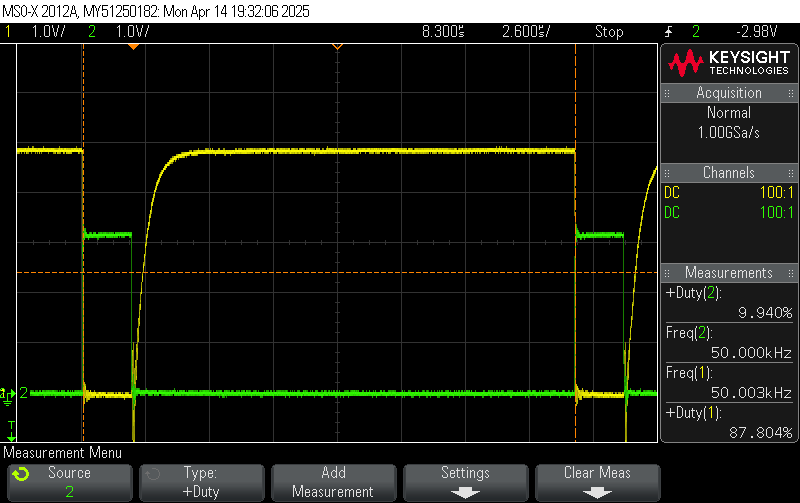 MSO-X 2012A, MY51250182: Mon Apr 14 19:32:06 2025
1 1.0V/ 2 1.0V/ 8.300s 2.600s/ Stop 2 -2.98V
KEYSIGHT
TECHNOLOGIES
Acquisition
Normal
1.00GSa/s
Channels
DC 100:1
DC 100:1
Measurements
+Duty(2):
9.940%
Freq(2):
50.000kHz
Freq(1):
50.003kHz
+Duty(1):
87.804%
2
T
Measurement Menu
Source
2
Type:
+Duty
Add
Measurement
Settings
Clear Meas